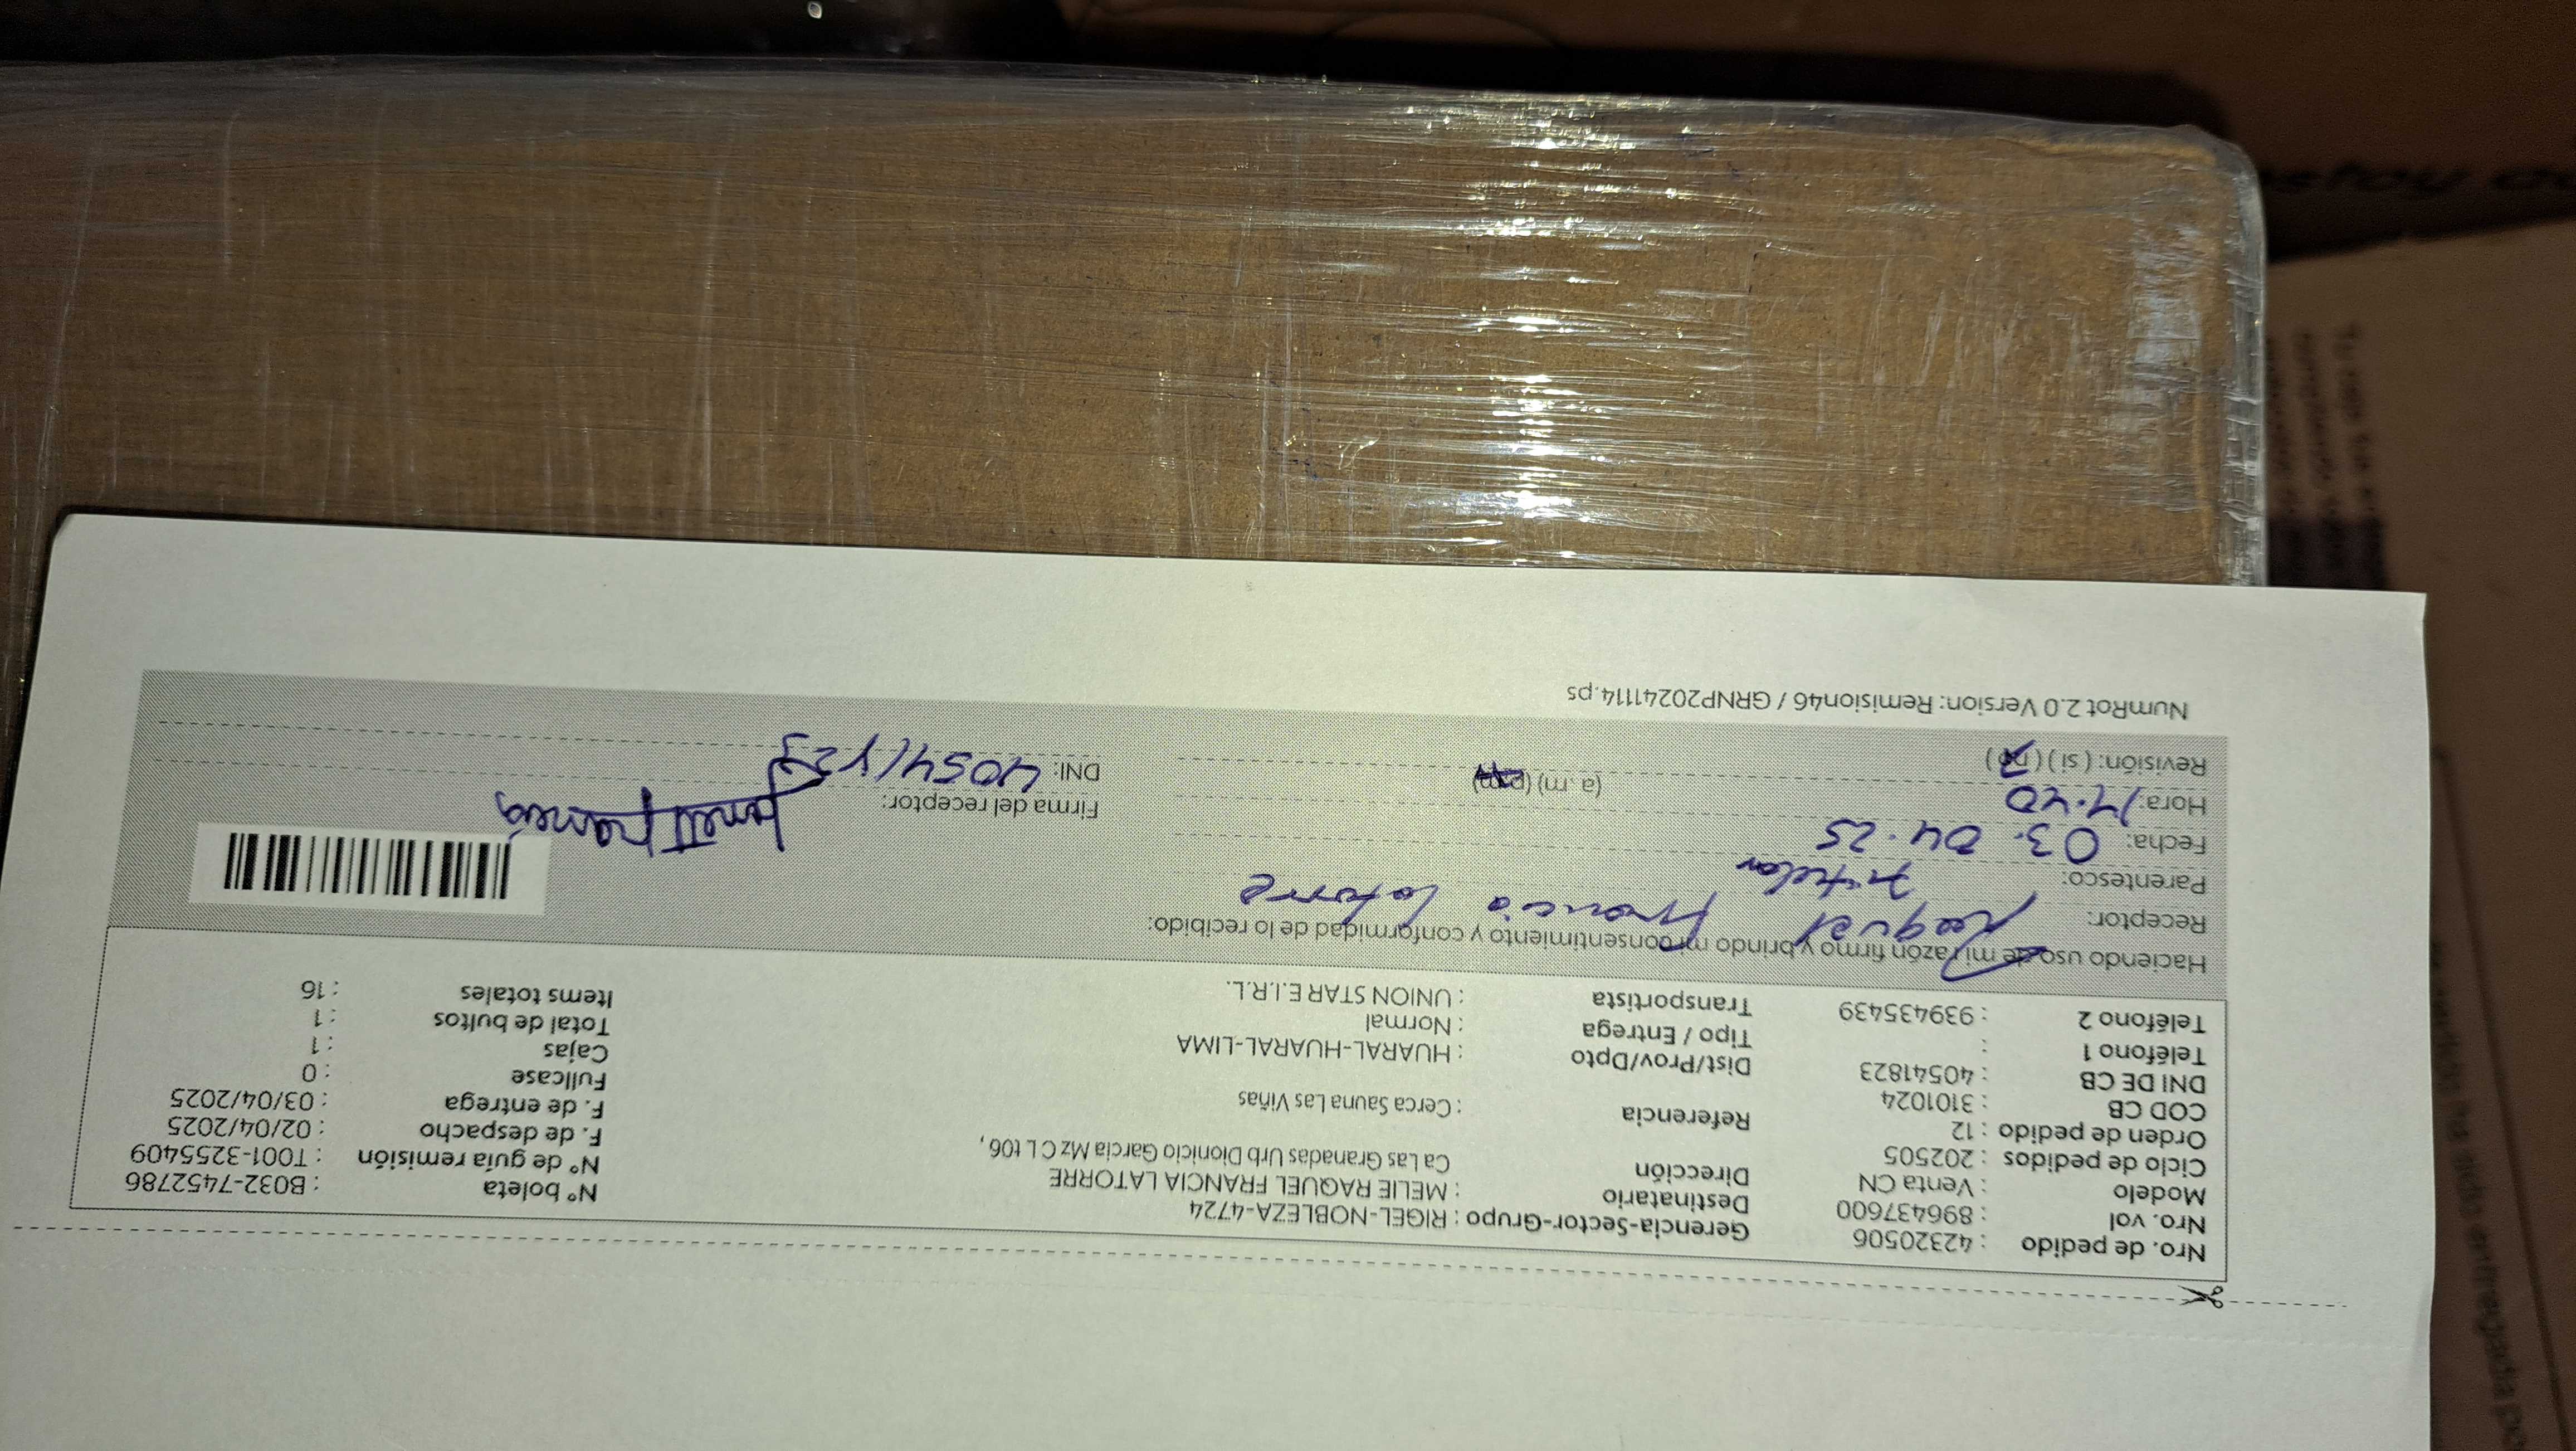 Nro. de pedido : 42320506 Gerencia-Sector-Grupo : RIGEL-NOBLEZA-4724 N° boleta : B032-7452786
Nro. vol : 896437600 Destinatario : MELIE RAQUEL FRANCIA LATORRE N° de guía remisión : T001-3255409
Modelo : Venta CN Dirección Ca Las Granadas Urb Dionicio Garcia Mz C L t06 , F. de despacho : 02/04/2025
Ciclo de pedidos : 202505 F. de entrega : 03/04/2025
Orden de pedido : 12 Referencia : Cerca Sauna Las Viñas Fullcase : 0
COD CB : 3101024 Cajas : 1
DNI DE CB : 40541823 Dist/Prov/Dpto : HUARAL-HUARAL-LIMA Total de bultos : 1
Teléfono 1 : Tipo / Entrega : Normal Items totales : 16
Teléfono 2 : 939435439 Transportista : UNION STAR E.I.R.L.
Haciendo uso de mi razón firmo y brindo mi consentimiento y conformidad de lo recibido:
Receptor: Raquel Francia latorre
Parentesco: titular
Fecha: 03.04.25
Hora: (a.m) (p.m) Firma del receptor: Francia
Revisión: (si) (no) DNI:
NumRot 2.0 Version: Remision46 / GRNP20241114.ps